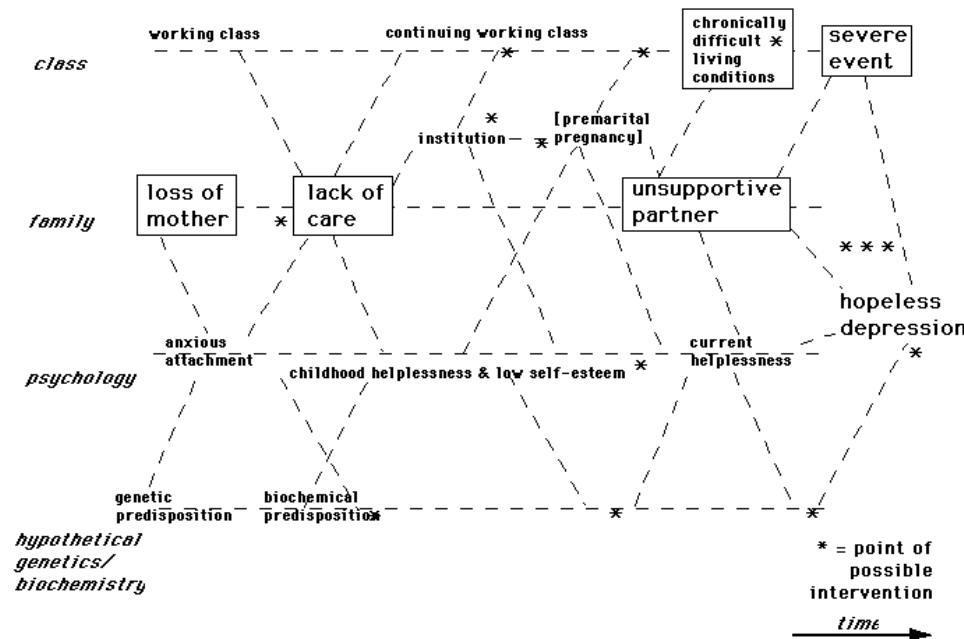 working class
continuing working class
*
*
chronically
difficult *
living
conditions
severe
event
class
*
institution
*
[premarital
pregnancy]
loss of
mother
*
lack of
care
unsupportive
partner
family
* * *
hopeless
depression
anxious
attachment
current
helplessness
*
childhood helplessness & low self-esteem *
psychology
genetic
predisposition
biochemical
predisposition
*
*
*
hypothetical
genetics/
biochemistry
* = point of
possible
intervention
time